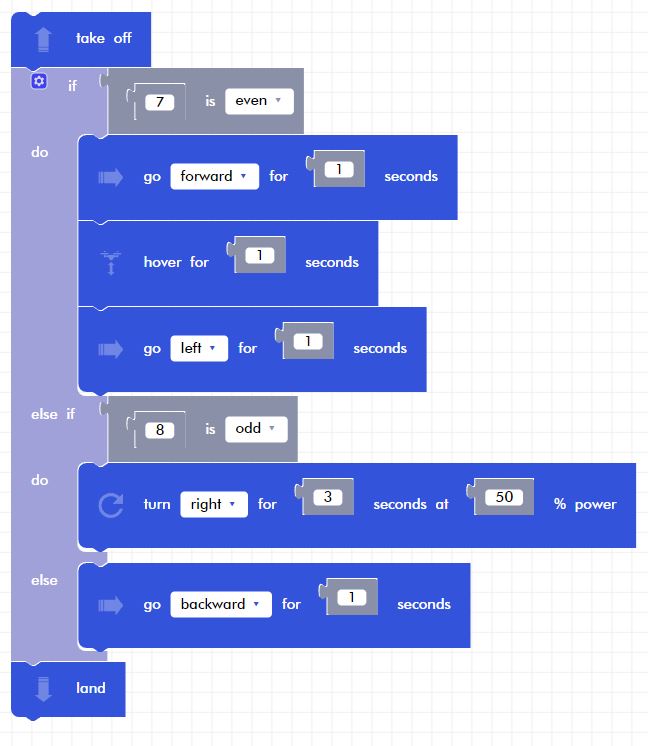 take off
if 7 is even
do
go forward for 1 seconds
hover for 1 seconds
go left for 1 seconds
else if 8 is odd
do
turn right for 3 seconds at 50 % power
else
go backward for 1 seconds
land